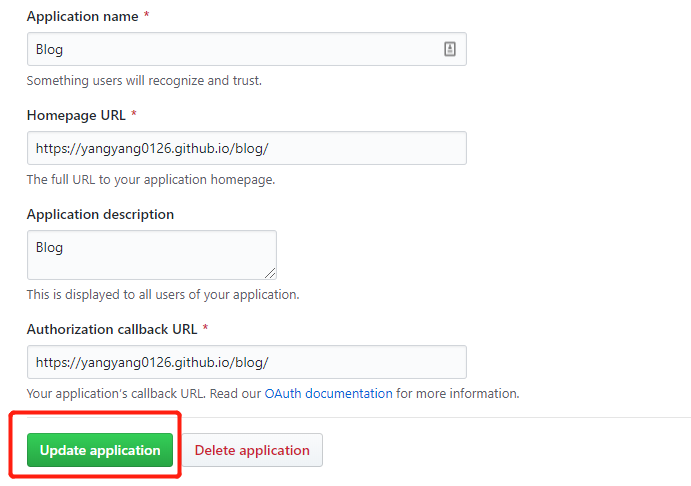 Application name *
Blog
Something users will recognize and trust.
Homepage URL *
https://yangyang0126.github.io/blog/
The full URL to your application homepage.
Application description
Blog
This is displayed to all users of your application.
Authorization callback URL *
https://yangyang0126.github.io/blog/
Your application's callback URL. Read our OAuth documentation for more information.
Update application Delete application